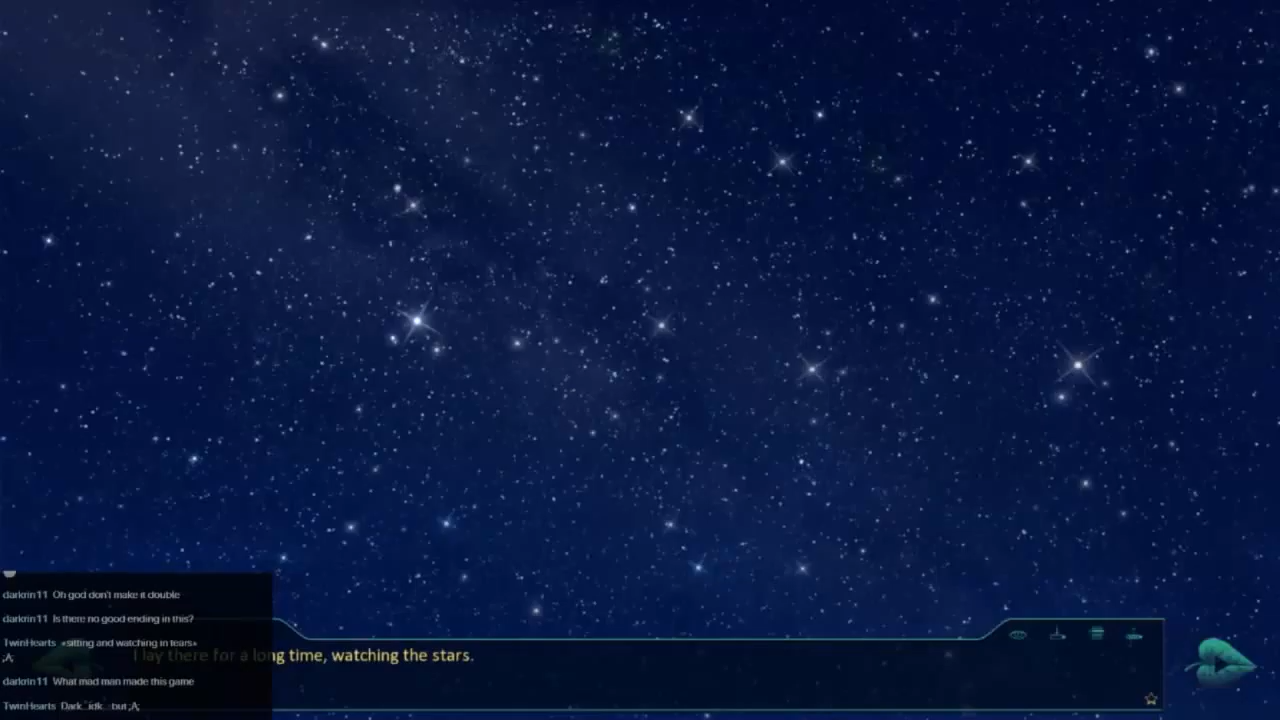 darkrin11 Oh god don't make it double
darkrin11 Is there no good ending in this?
TwinHearts «sitting and watching in tears»
;A;
I lay there for a long time, watching the stars.
darkrin11 What mad man made this game
TwinHearts Dark.. idk... but ;A;